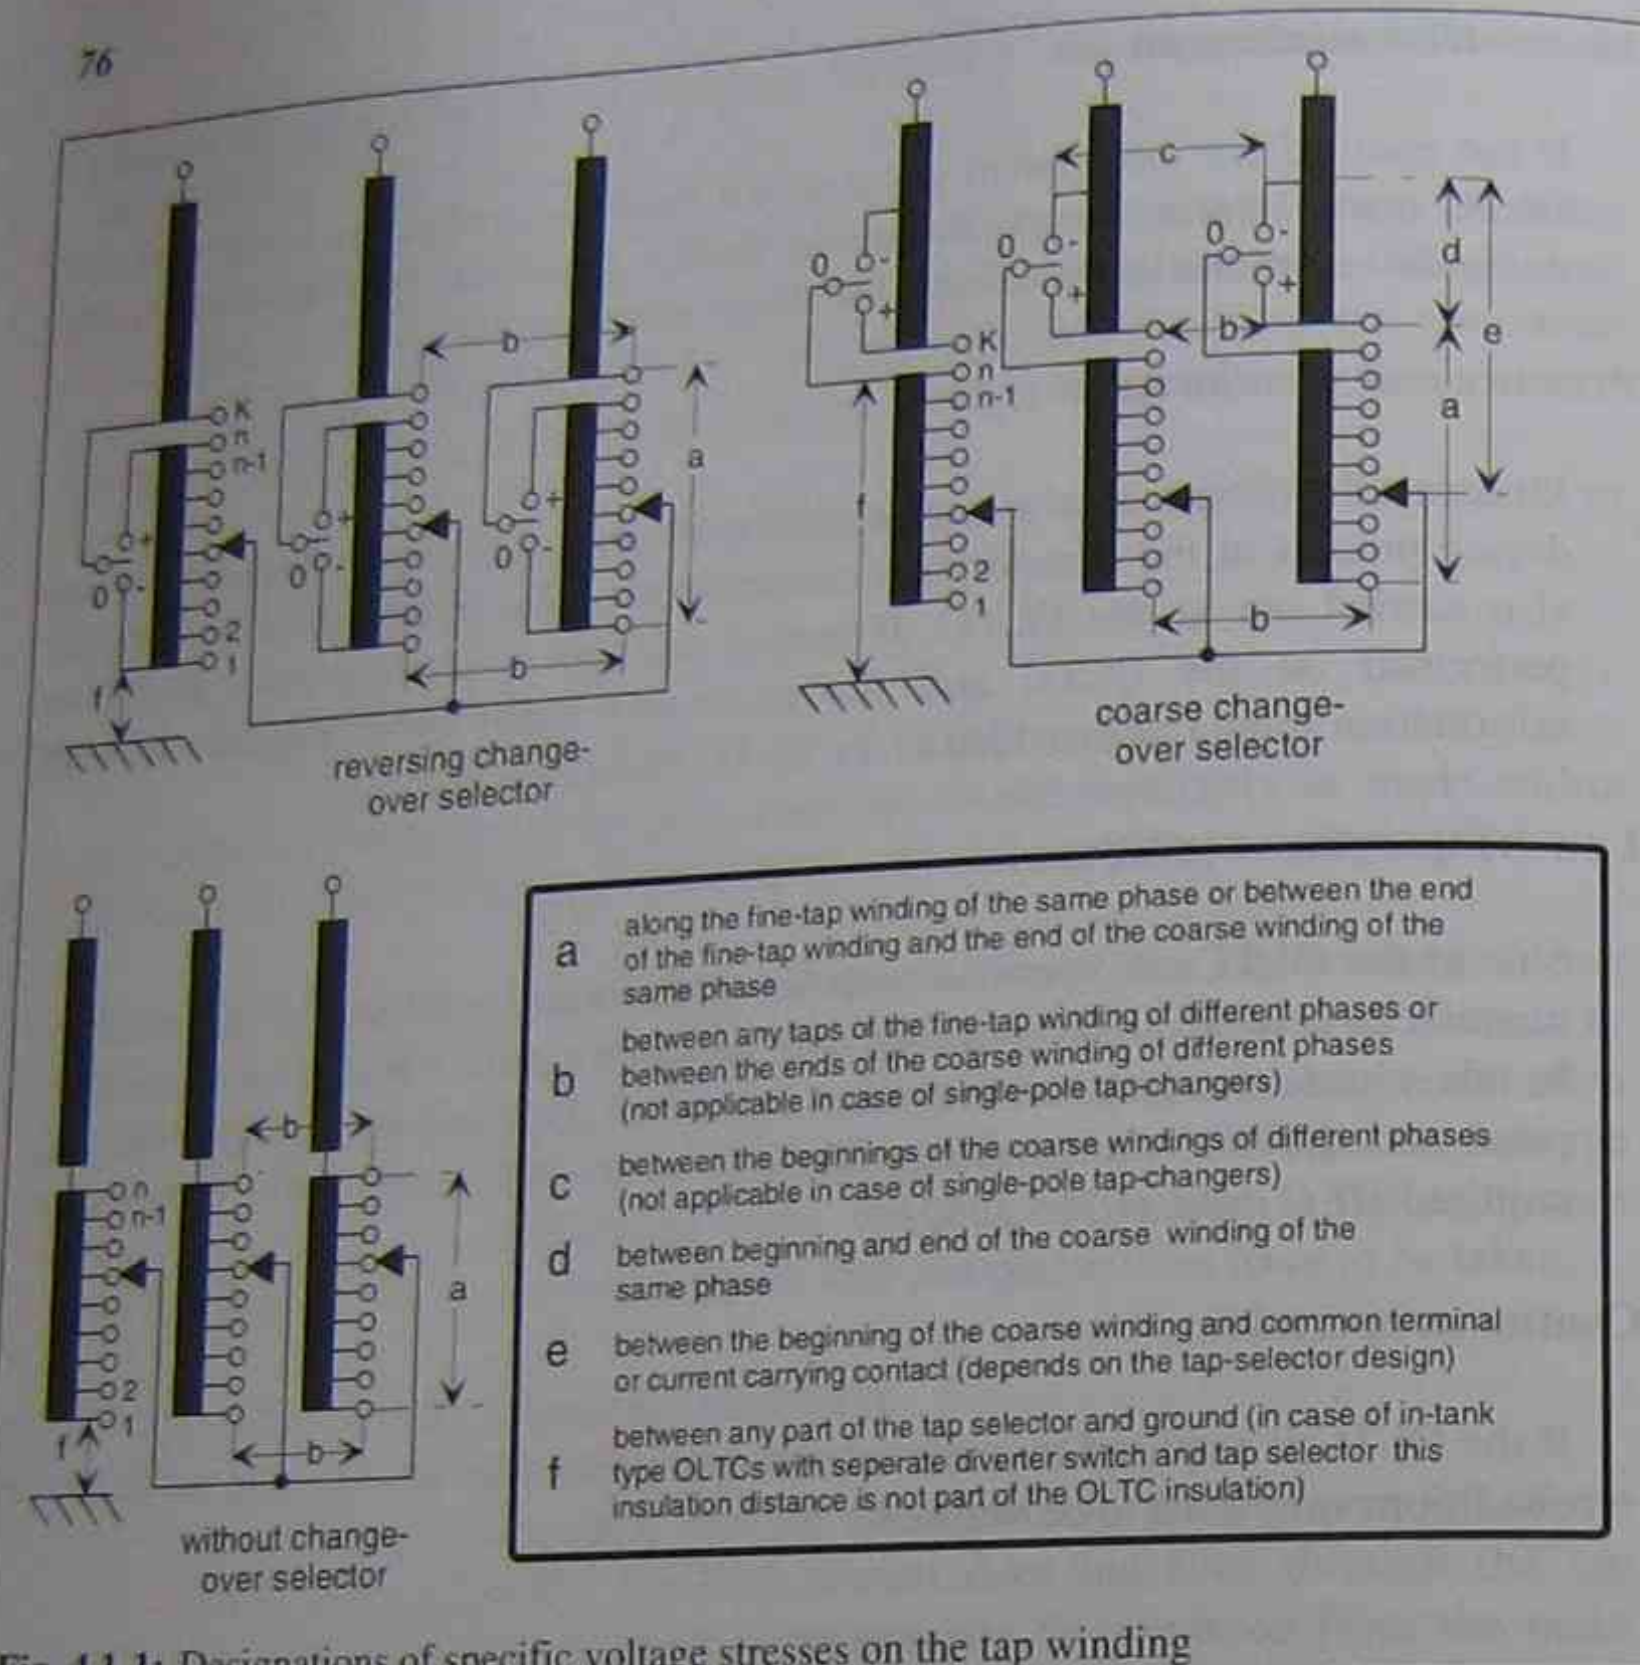 76
c
0
-
+
K
n
n-1
2
1
f
0
-
+
b
0
-
+
d
e
a
b
coarse change-
over selector
b
K
n
n-1
+
0
-
2
1
f
+
0
-
+
0
-
a
b
reversing change-
over selector
b
n
n-1
2
1
f
a
b
without change-
over selector
a
along the fine-tap winding of the same phase or between the end
of the fine-tap winding and the end of the coarse winding of the
same phase
b
between any taps of the fine-tap winding of different phases or
between the ends of the coarse winding of different phases
(not applicable in case of single-pole tap-changers)
c
between the beginnings of the coarse windings of different phases
(not applicable in case of single-pole tap-changers)
d
between beginning and end of the coarse winding of the
same phase
e
between the beginning of the coarse winding and common terminal
or current carrying contact (depends on the tap-selector design)
f
between any part of the tap selector and ground (in case of in-tank
type OLTCs with seperate diverter switch and tap selector this
insulation distance is not part of the OLTC insulation)
Fig. 4.1-1: Designations of specific voltage stresses on the tap winding